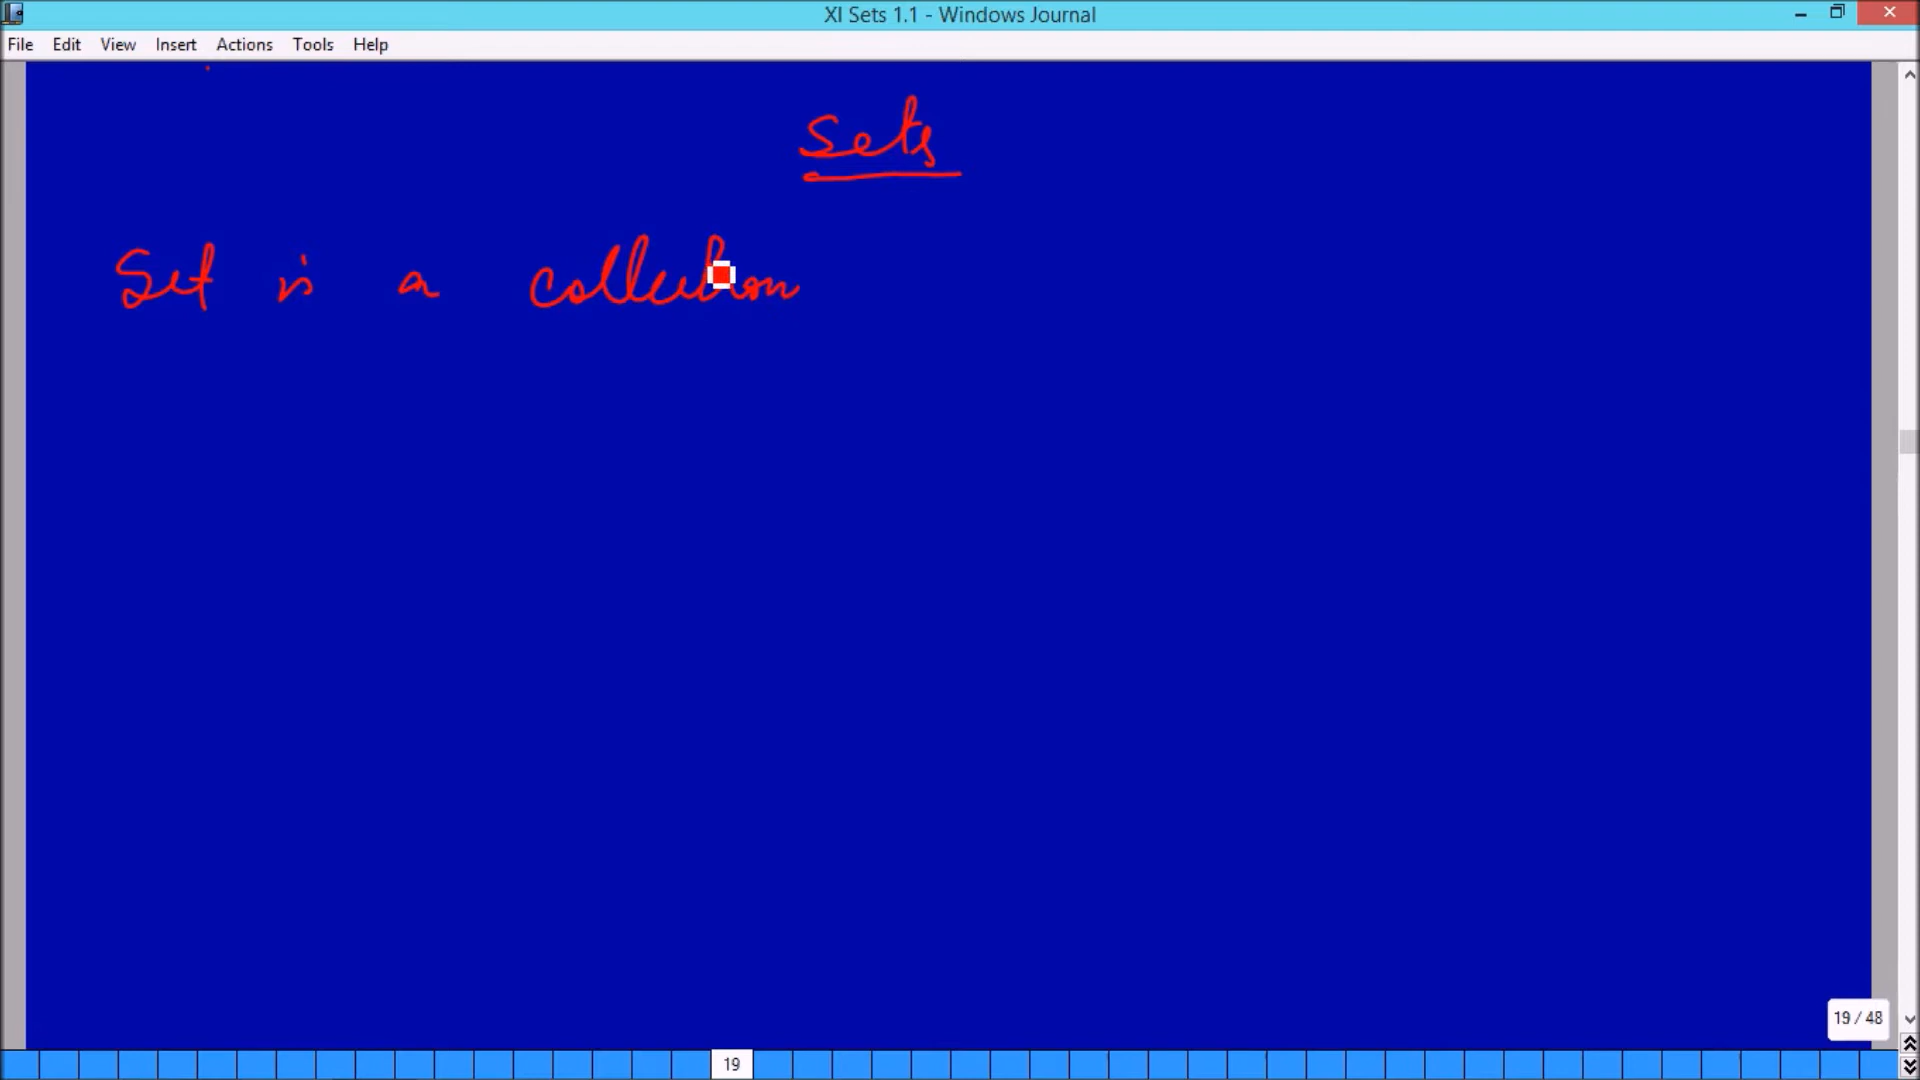 XI Sets 1.1 - Windows Journal
File Edit View Insert Actions Tools Help
Sets
Set is a collection
19 / 48
19